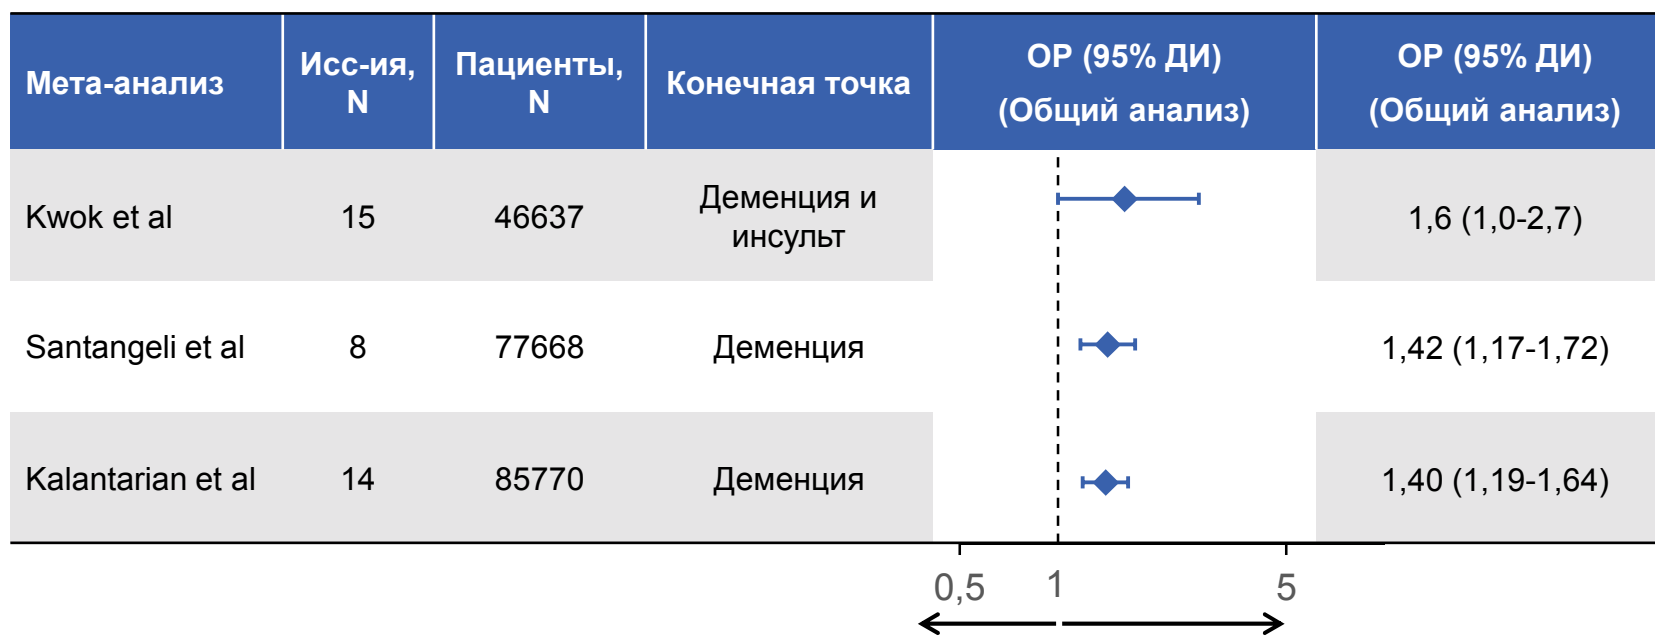 Мета-анализ
Исс-ия,
N
Пациенты,
N
Конечная точка
ОР (95% ДИ)
(Общий анализ)
ОР (95% ДИ)
(Общий анализ)
Kwok et al
15
46637
Деменция и
инсульт
1,6 (1,0-2,7)
Santangeli et al
8
77668
Деменция
1,42 (1,17-1,72)
Kalantarian et al
14
85770
Деменция
1,40 (1,19-1,64)
0,5
1
5